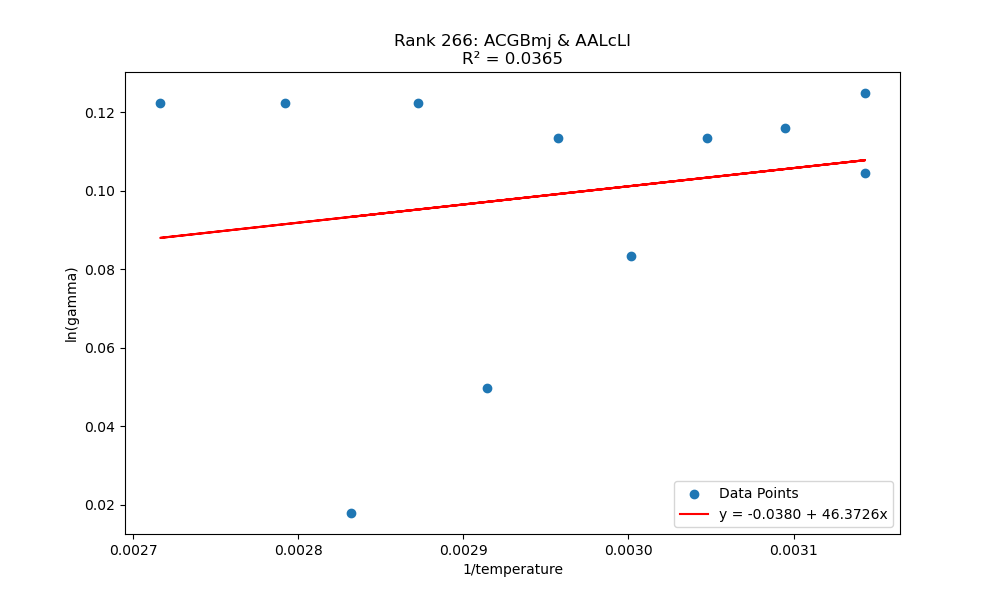 Rank 266: ACGBmj & AALcLI
R² = 0.0365
0.12
0.10
0.08
0.06
0.04
0.02
ln(gamma)
Data Points
y = -0.0380 + 46.3726x
0.0027
0.0028
0.0029
0.0030
0.0031
1/temperature